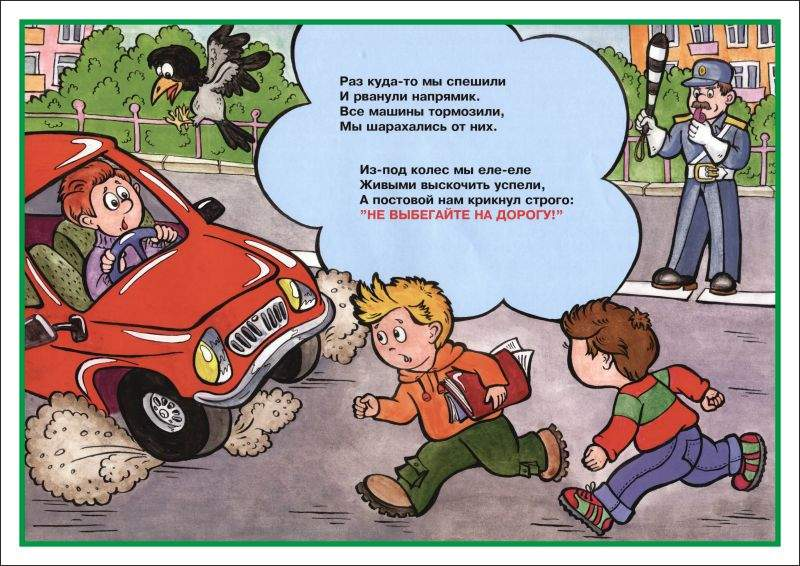 Раз куда-то мы спешили
И рванули напрямик.
Все машины тормозили,
Мы шарахались от них.
Из-под колес мы еле-еле
Живыми выскочить успели,
А постовой нам крикнул строго:
”НЕ ВЫБЕГАЙТЕ НА ДОРОГУ!”